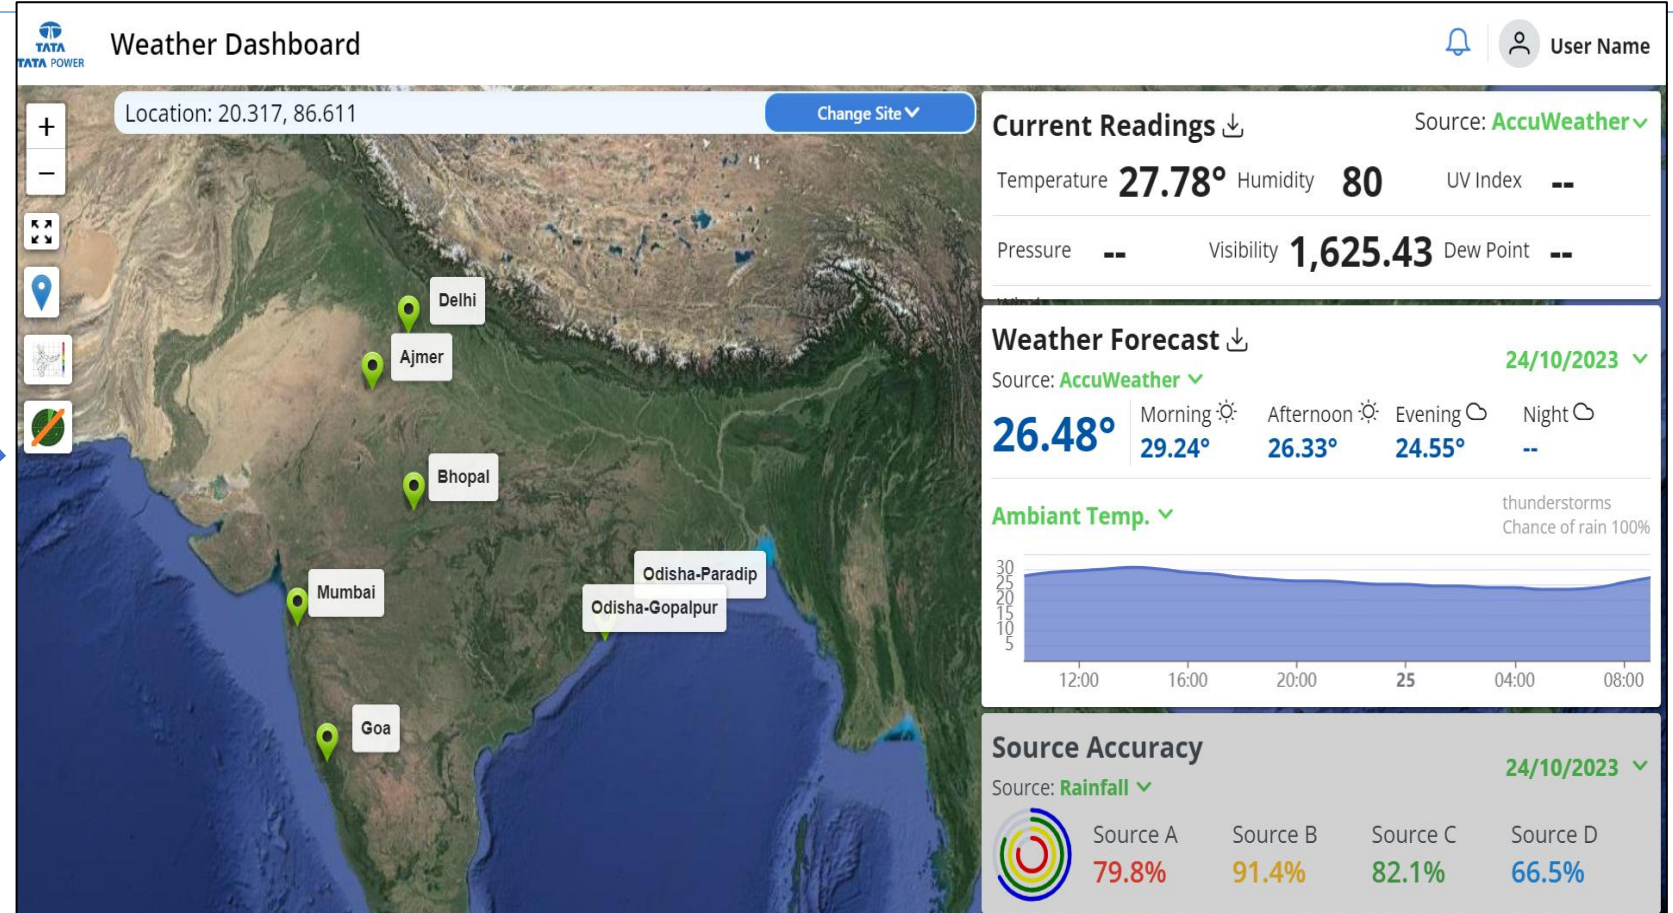 TATA
TATA POWER
Weather Dashboard
User Name
Location: 20.317, 86.611
Change Site
+
−
Delhi
Ajmer
Bhopal
Mumbai
Odisha-Paradip
Odisha-Gopalpur
Goa
Current Readings
Source: AccuWeather
Temperature 27.78° Humidity 80 UV Index --
Pressure -- Visibility 1,625.43 Dew Point --
Weather Forecast
24/10/2023
Source: AccuWeather
26.48°
Morning Afternoon Evening Night
29.24° 26.33° 24.55° --
Ambiant Temp.
thunderstorms
Chance of rain 100%
30
25
20
15
10
5
12:00 16:00 20:00 25 04:00 08:00
Source Accuracy
24/10/2023
Source: Rainfall
Source A Source B Source C Source D
79.8% 91.4% 82.1% 66.5%